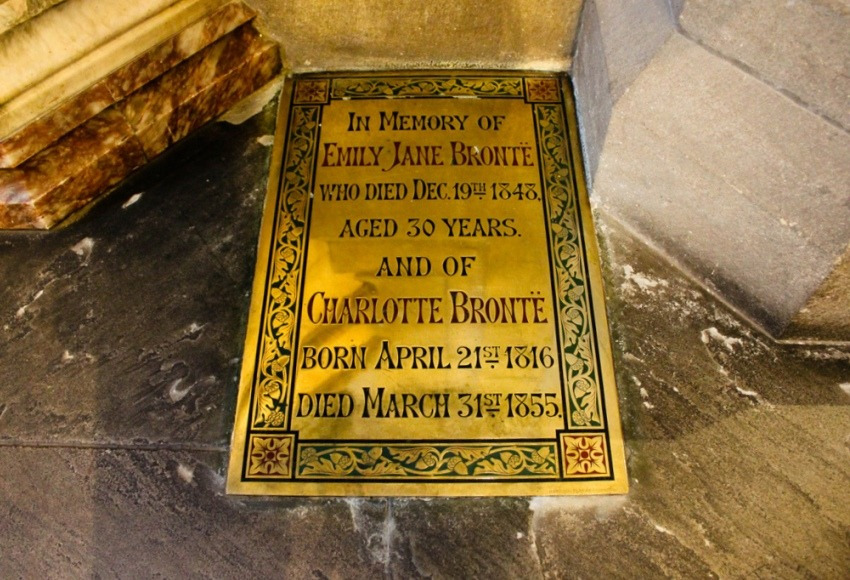 In Memory of
Emily Jane Brontë
who died Dec. 19th 1848,
aged 30 years.
and of
Charlotte Brontë
born April 21st 1816
died March 31st 1855.